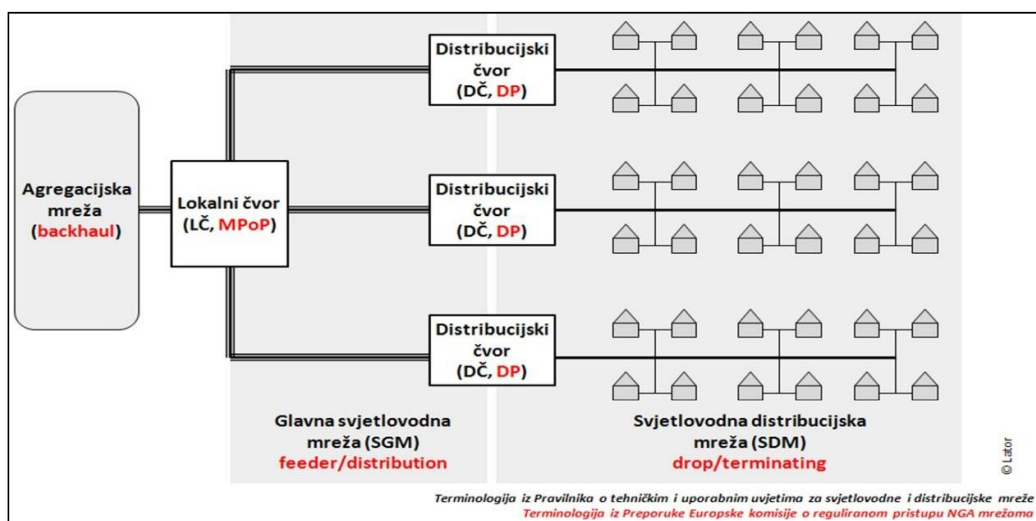 Agregacijska
mreža
(backhaul)
Lokalni čvor
(LČ, MPoP)
Distribucijski
čvor
(DČ, DP)
Distribucijski
čvor
(DČ, DP)
Distribucijski
čvor
(DČ, DP)
Glavna svjetlovodna
mreža (SGM)
feeder/distribution
Svjetlovodna distribucijska
mreža (SDM)
drop/terminating
© Lator
Terminologija iz Pravilnika o tehničkim i uporabnim uvjetima za svjetlovodne i distribucijske mreže
Terminologija iz Preporuke Europske komisije o reguliranom pristupu NGA mrežama